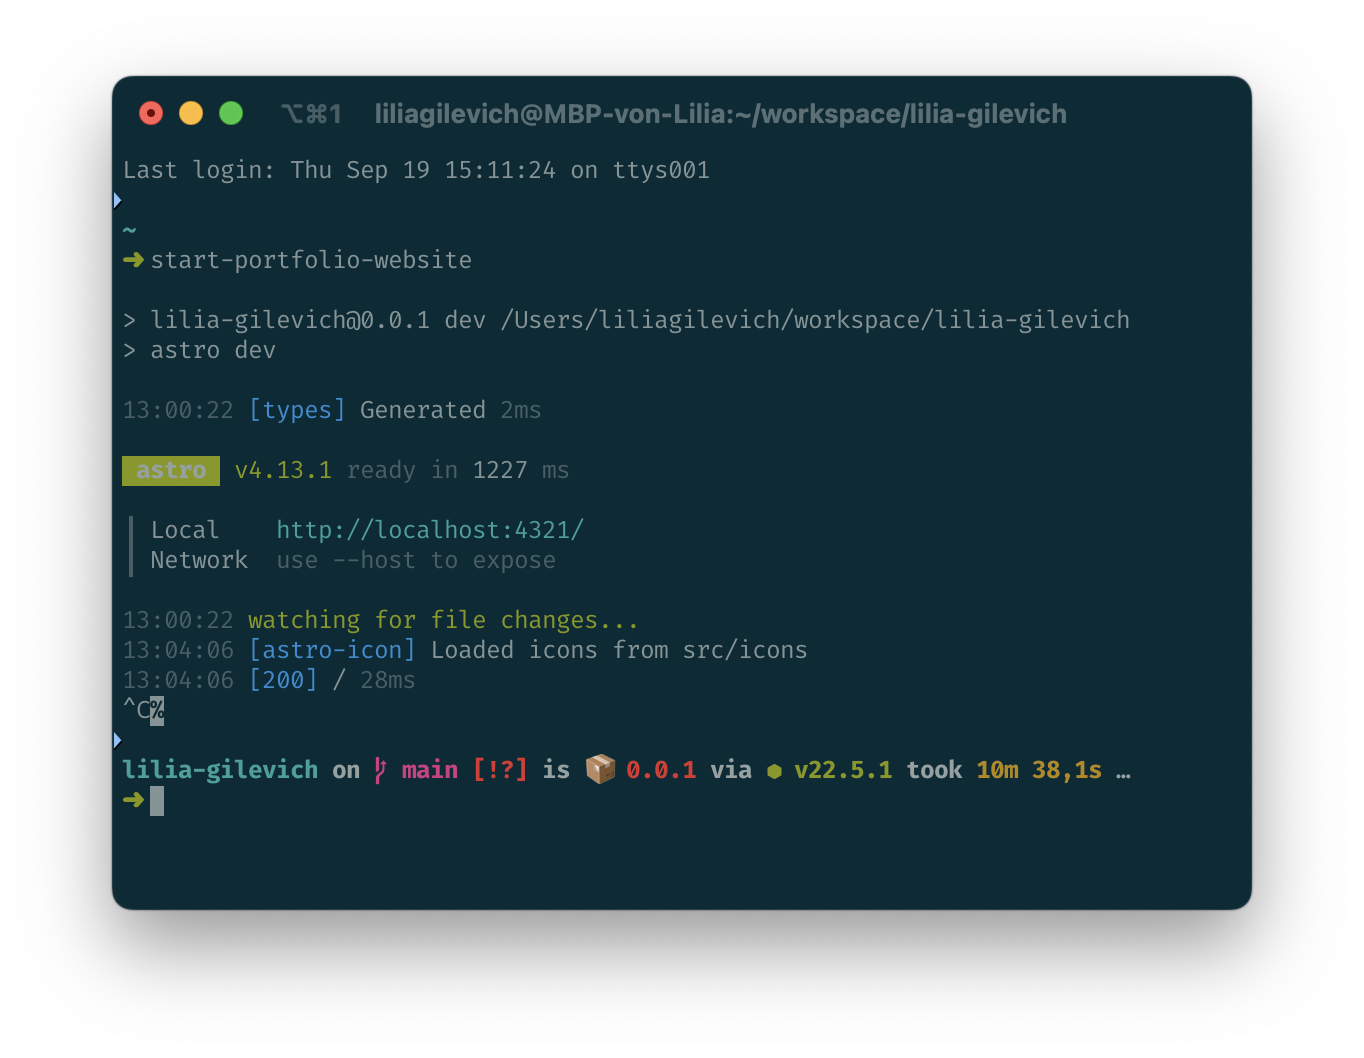 ⌥⌘1 liliagilevich@MBP-von-Lilia:~/workspace/lilia-gilevich
Last login: Thu Sep 19 15:11:24 on ttys001
~
➜ start-portfolio-website
> lilia-gilevich@0.0.1 dev /Users/liliagilevich/workspace/lilia-gilevich
> astro dev
13:00:22 [types] Generated 2ms
astro v4.13.1 ready in 1227 ms
┃ Local http://localhost:4321/
┃ Network use --host to expose
13:00:22 watching for file changes...
13:04:06 [astro-icon] Loaded icons from src/icons
13:04:06 [200] / 28ms
^C%
lilia-gilevich on  main [!?] is 📦 0.0.1 via ⬢ v22.5.1 took 10m 38,1s …
➜